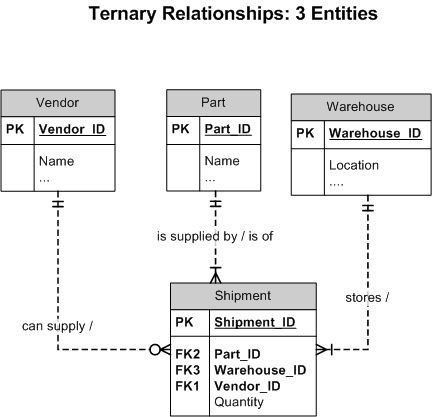 Ternary Relationships: 3 Entities
Vendor
PK Vendor_ID
Name
...
Part
PK Part_ID
Name
...
Warehouse
PK Warehouse_ID
Location
....
is supplied by / is of
can supply /
stores /
Shipment
PK Shipment_ID
FK2 Part_ID
FK3 Warehouse_ID
FK1 Vendor_ID
Quantity